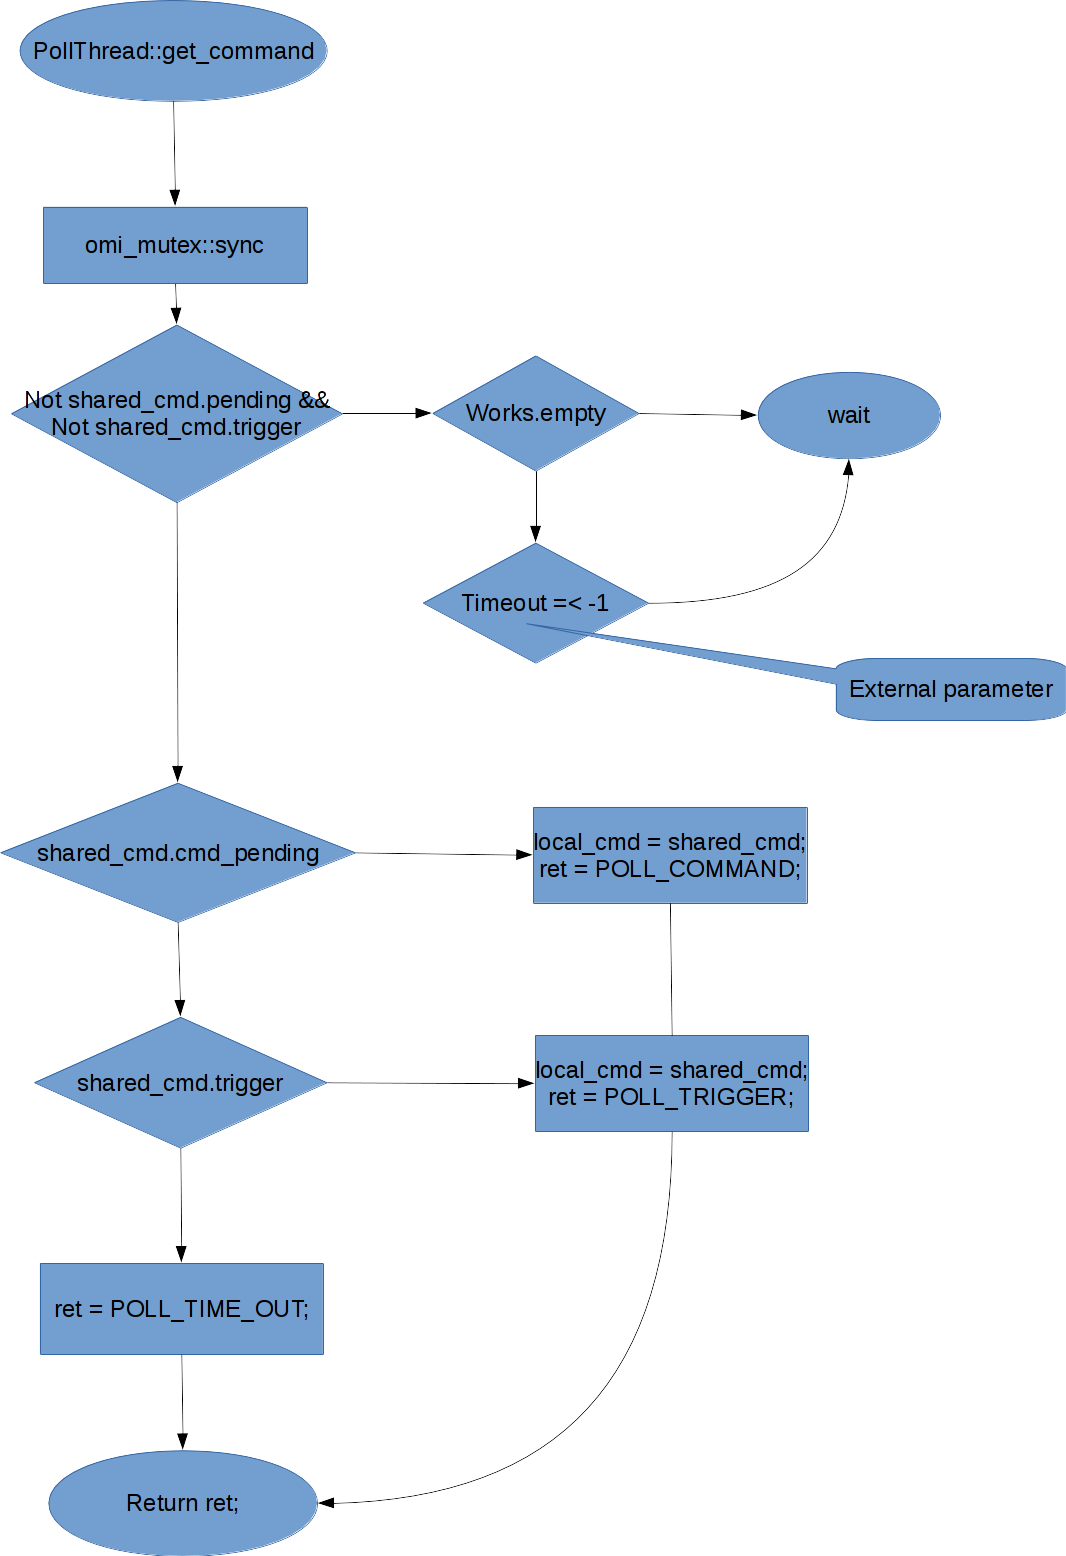 PollThread::get_command
omi_mutex::sync
Not shared_cmd.pending &&
Not shared_cmd.trigger
Works.empty
wait
Timeout =< -1
External parameter
shared_cmd.cmd_pending
local_cmd = shared_cmd;
ret = POLL_COMMAND;
shared_cmd.trigger
local_cmd = shared_cmd;
ret = POLL_TRIGGER;
ret = POLL_TIME_OUT;
Return ret;